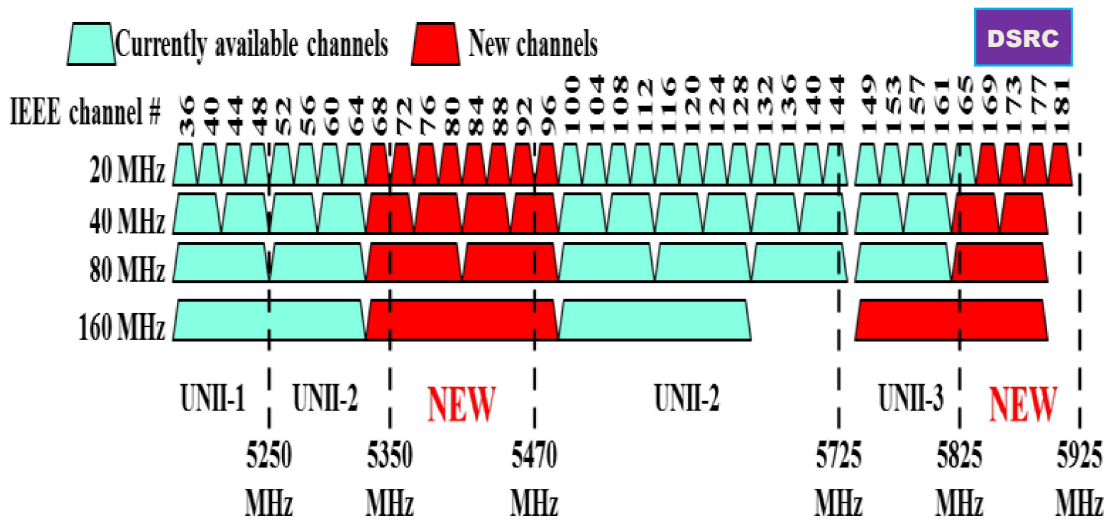 Currently available channels
New channels
DSRC
IEEE channel #
36 40 44 48 52 56 60 64 68 72 76 80 84 88 92 96 100 104 108 112 116 120 124 128 132 136 140 144 149 153 157 161 165 169 173 177 181
20 MHz
40 MHz
80 MHz
160 MHz
UNII-1 UNII-2 NEW UNII-2 UNII-3 NEW
5250 5350 5470 5725 5825 5925
MHz MHz MHz MHz MHz MHz